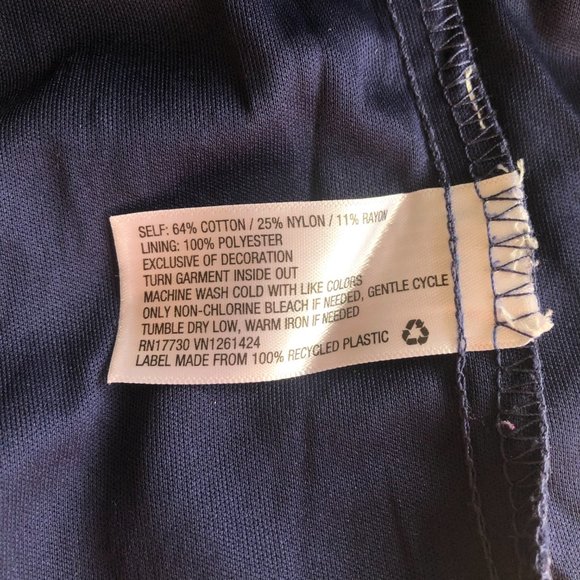 SELF: 64% COTTON / 25% NYLON / 11% RAYON
LINING: 100% POLYESTER
EXCLUSIVE OF DECORATION
TURN GARMENT INSIDE OUT
MACHINE WASH COLD WITH LIKE COLORS
ONLY NON-CHLORINE BLEACH IF NEEDED, GENTLE CYCLE
TUMBLE DRY LOW, WARM IRON IF NEEDED
RN17730 VN1261424
LABEL MADE FROM 100% RECYCLED PLASTIC